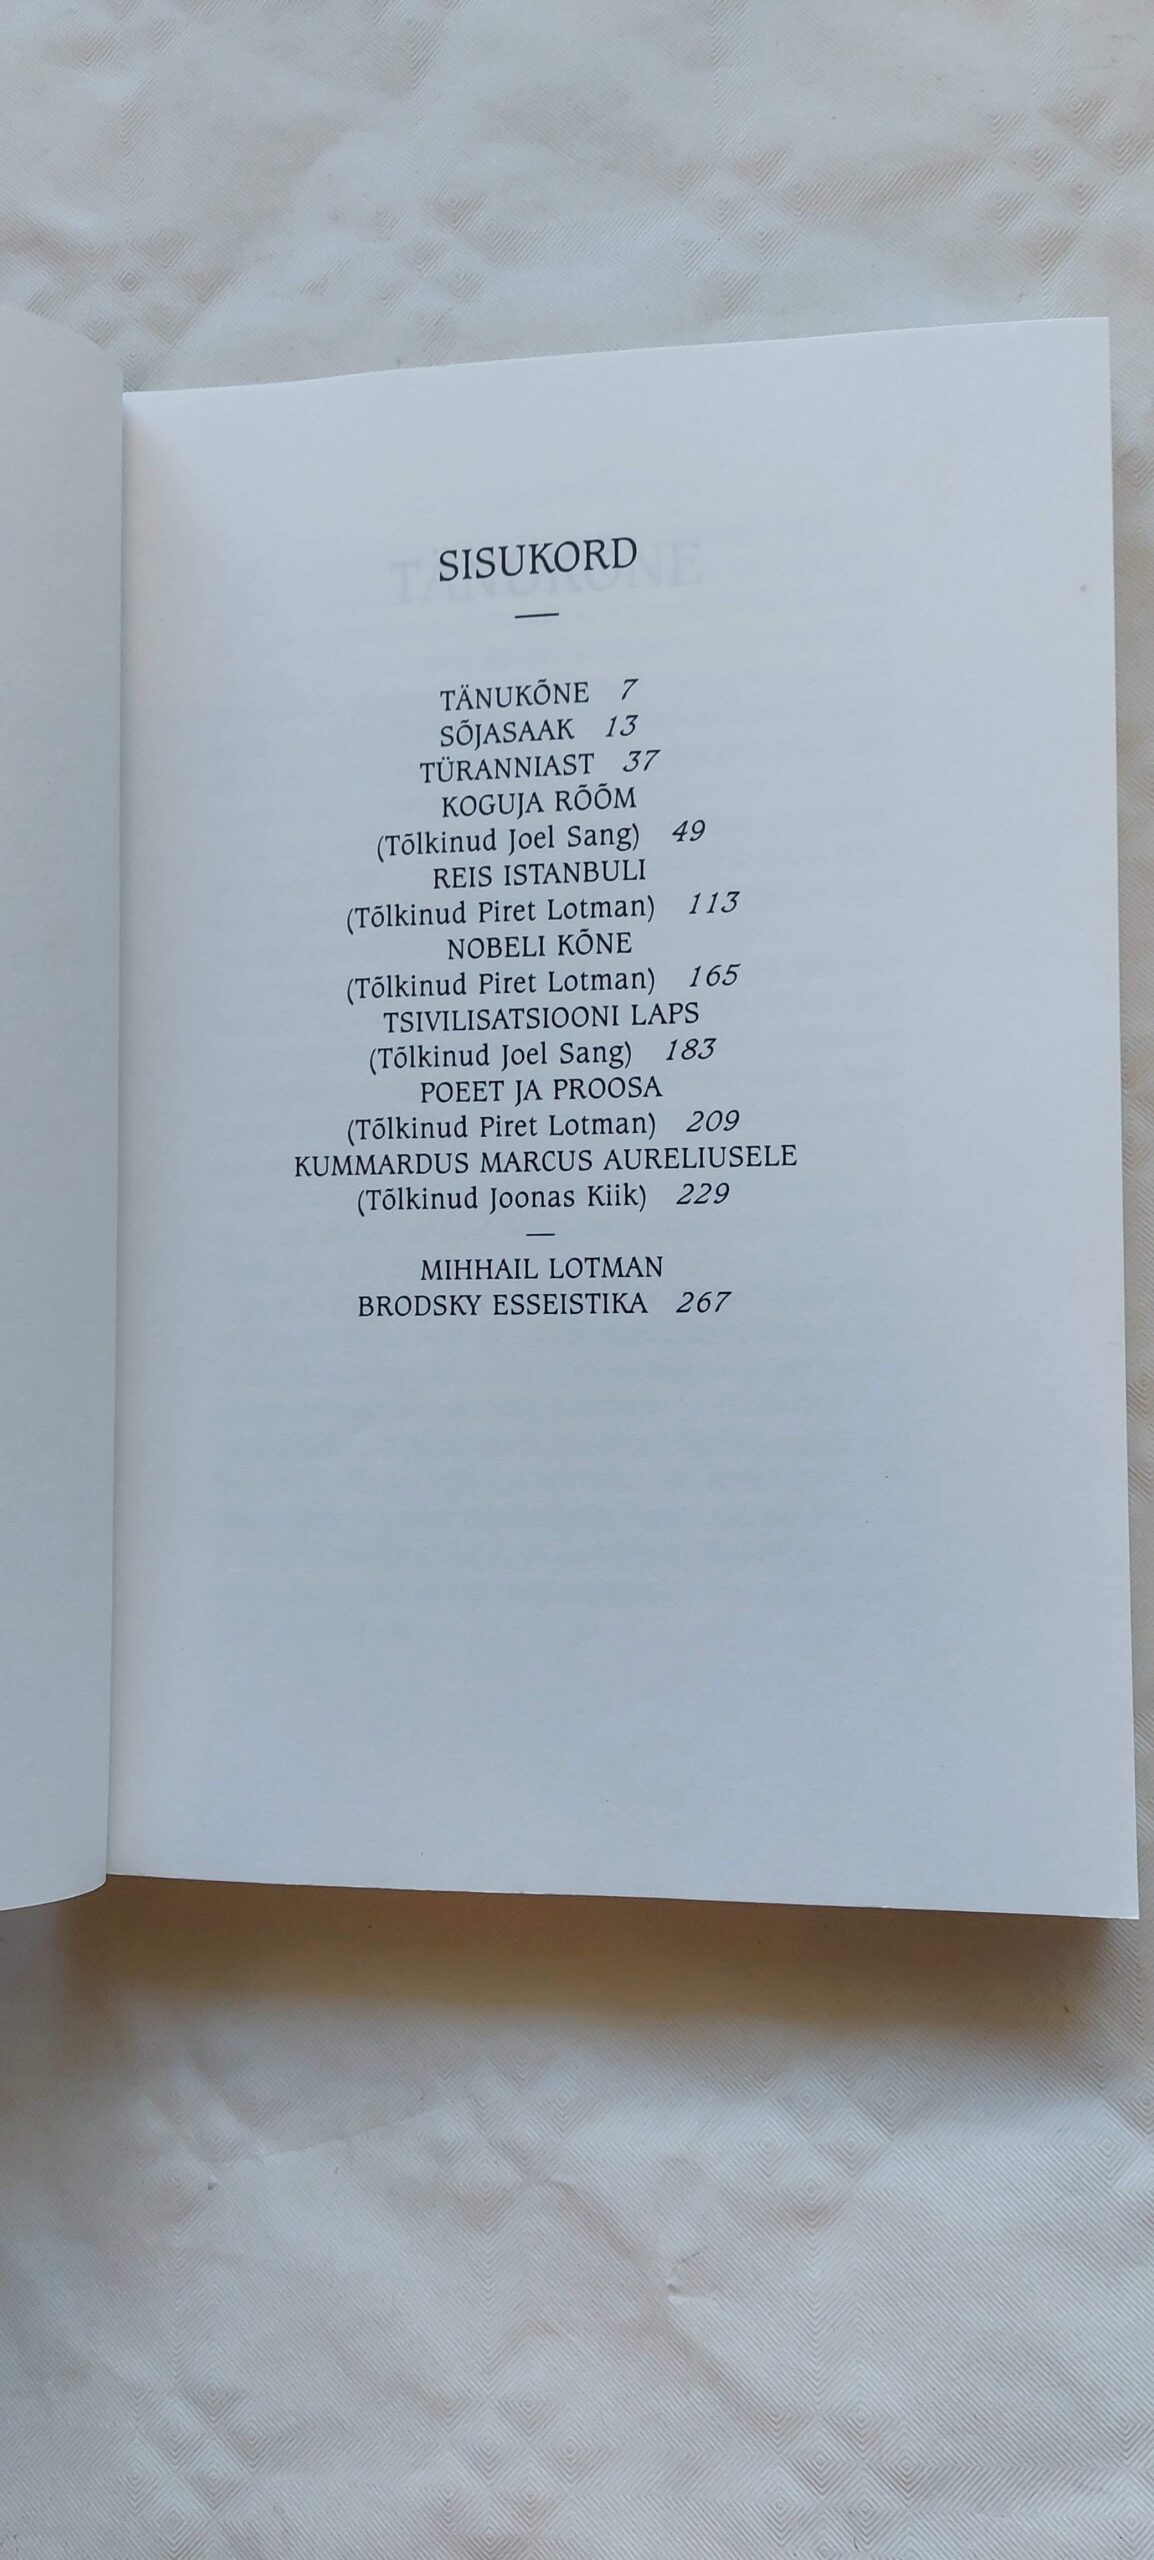 SISUKORD
TÄNUKÕNE 7
SÕJASAAK 13
TÜRANNIAST 37
KOGUJA RÕÕM
(Tõlkinud Joel Sang) 49
REIS ISTANBULI
(Tõlkinud Piret Lotman) 113
NOBELI KÕNE
(Tõlkinud Piret Lotman) 165
TSIVILISATSIOONI LAPS
(Tõlkinud Joel Sang) 183
POEET JA PROOSA
(Tõlkinud Piret Lotman) 209
KUMMARDUS MARCUS AURELIUSELE
(Tõlkinud Joonas Kiik) 229
—
MIHHAIL LOTMAN
BRODSKY ESSEISTIKA 267